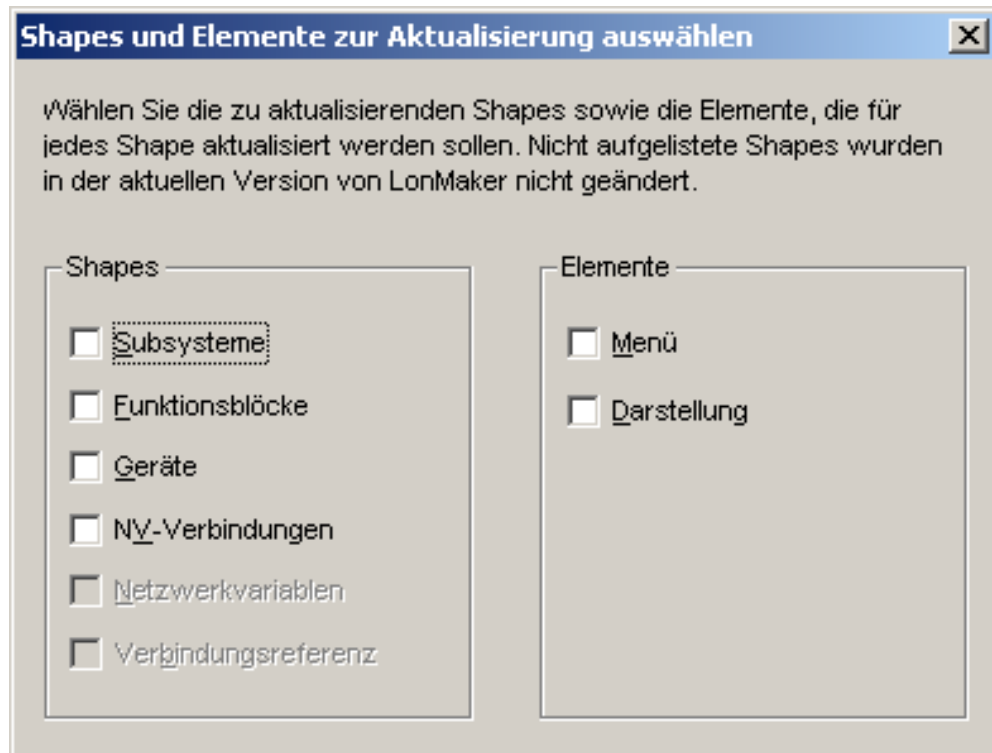 Shapes und Elemente zur Aktualisierung auswählen
Wählen Sie die zu aktualisierenden Shapes sowie die Elemente, die für
jedes Shape aktualisiert werden sollen. Nicht aufgelistete Shapes wurden
in der aktuellen Version von LonMaker nicht geändert.
Shapes
Subsysteme
Funktionsblöcke
Geräte
NV-Verbindungen
Netzwerkvariablen
Verbindungsreferenz
Elemente
Menü
Darstellung